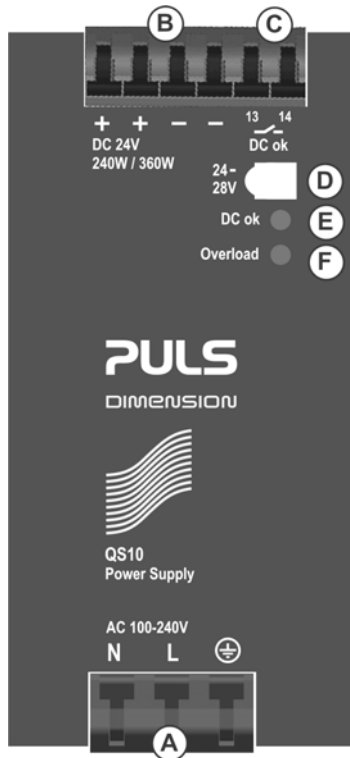 B C
+ + − − 13 14
DC 24V DC ok
240W / 360W
24-
28V D
DC ok E
Overload F
PULS
DIMENSION
QS10
Power Supply
AC 100-240V
N L
A